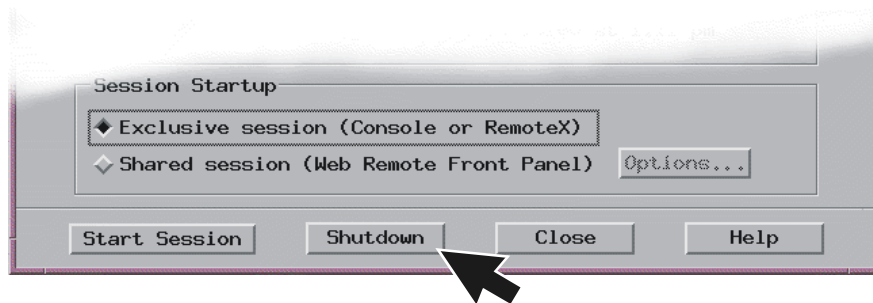 Session Startup
Exclusive session (Console or RemoteX)
Shared session (Web Remote Front Panel) Options...
Start Session Shutdown Close Help